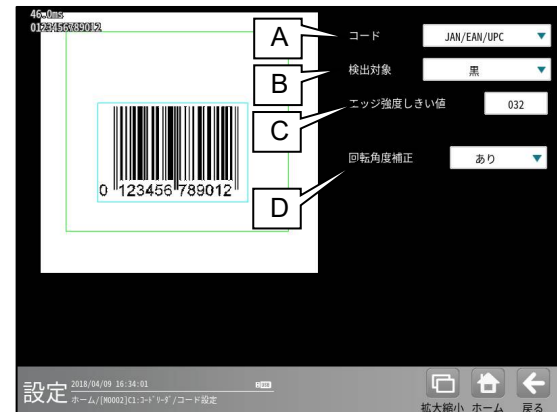 46.0ms
0123456789012
A
コード
JAN/EAN/UPC
B
検出対象
黒
C
エッジ強度しきい値
032
回転角度補正
あり
D
0 123456 789012
設定
2018/04/09 16:34:01
ホーム/[M0002]C1:コードリーダ/コード設定
拡大縮小
ホーム
戻る